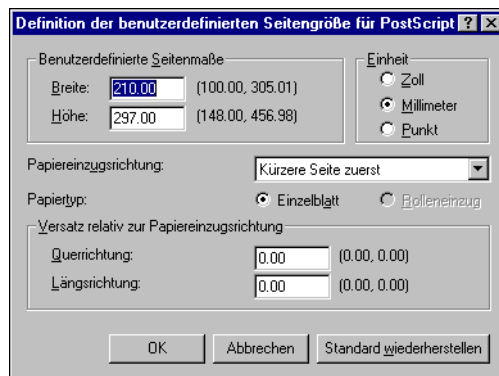 Definition der benutzerdefinierten Seitengröße für PostScript
Benutzerdefinierte Seitenmaße
Breite: 210.00 (100.00, 305.01)
Höhe: 297.00 (148.00, 456.98)
Einheit
Zoll
Millimeter
Punkt
Papiereinzugsrichtung: Kürzere Seite zuerst
Papiertyp: Einzelblatt Rolleneinzug
Versatz relativ zur Papiereinzugsrichtung
Querrichtung: 0.00 (0.00, 0.00)
Längsrichtung: 0.00 (0.00, 0.00)
OK Abbrechen Standard wiederherstellen